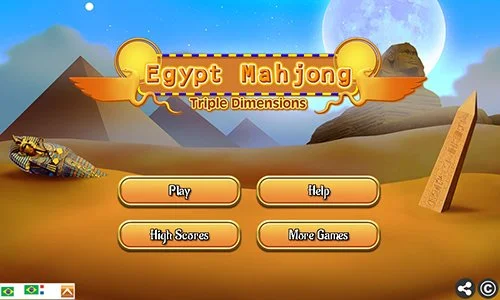 Egypt Mahjong
Triple Dimensions
Play
Help
High Scores
More Games
©